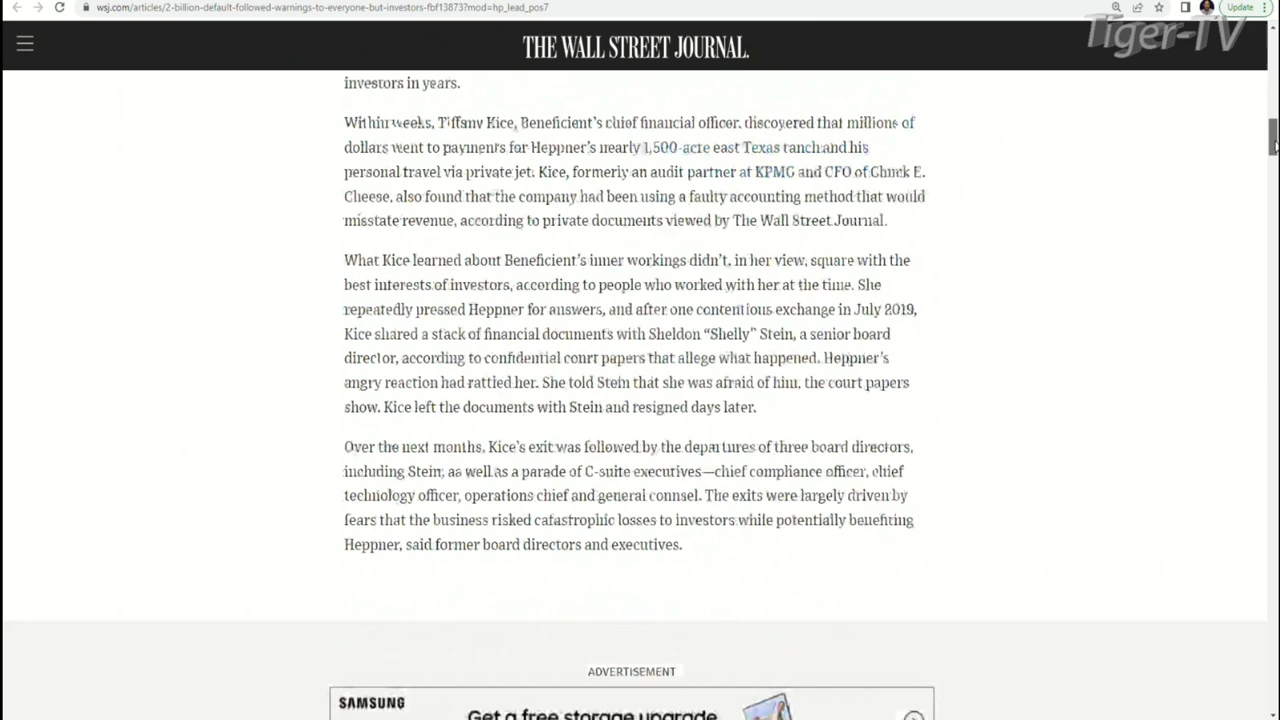 wsj.com/articles/2-billion-default-followed-warnings-to-everyone-but-investors-fbf13873?mod=hp_lead_pos7
Update
Tiger-TV
THE WALL STREET JOURNAL.
investors in years.
Within weeks, Tiffany Kice, Beneficient's chief financial officer, discovered that millions of
dollars went to payments for Heppner's nearly 1,500-acre east Texas ranch and his
personal travel via private jet. Kice, formerly an audit partner at KPMG and CFO of Chuck E.
Cheese, also found that the company had been using a faulty accounting method that would
misstate revenue, according to private documents viewed by The Wall Street Journal.
What Kice learned about Beneficient's inner workings didn't, in her view, square with the
best interests of investors, according to people who worked with her at the time. She
repeatedly pressed Heppner for answers, and after one contentious exchange in July 2019,
Kice shared a stack of financial documents with Sheldon “Shelly” Stein, a senior board
director, according to confidential court papers that allege what happened. Heppner's
angry reaction had rattled her. She told Stein that she was afraid of him, the court papers
show. Kice left the documents with Stein and resigned days later.
Over the next months, Kice's exit was followed by the departures of three board directors,
including Stein, as well as a parade of C-suite executives—chief compliance officer, chief
technology officer, operations chief and general counsel. The exits were largely driven by
fears that the business risked catastrophic losses to investors while potentially benefiting
Heppner, said former board directors and executives.
ADVERTISEMENT
SAMSUNG
Get a free storage upgrade